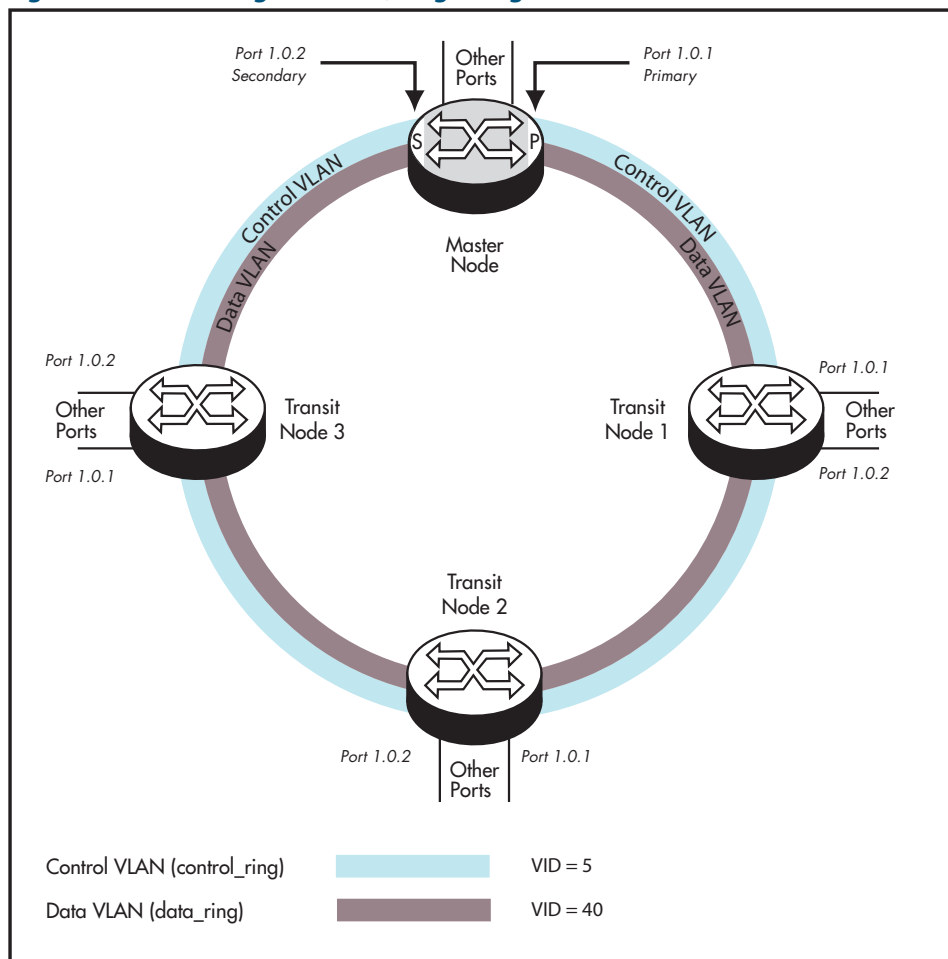 Port 1.0.2
Secondary
Other
Ports
Port 1.0.1
Primary
S
P
Control VLAN
Data VLAN
Control VLAN
Data VLAN
Master
Node
Port 1.0.2
Other
Ports
Port 1.0.1
Transit
Node 3
Transit
Node 1
Port 1.0.1
Other
Ports
Port 1.0.2
Transit
Node 2
Port 1.0.2
Other
Ports
Port 1.0.1
Control VLAN (control_ring)
VID = 5
Data VLAN (data_ring)
VID = 40